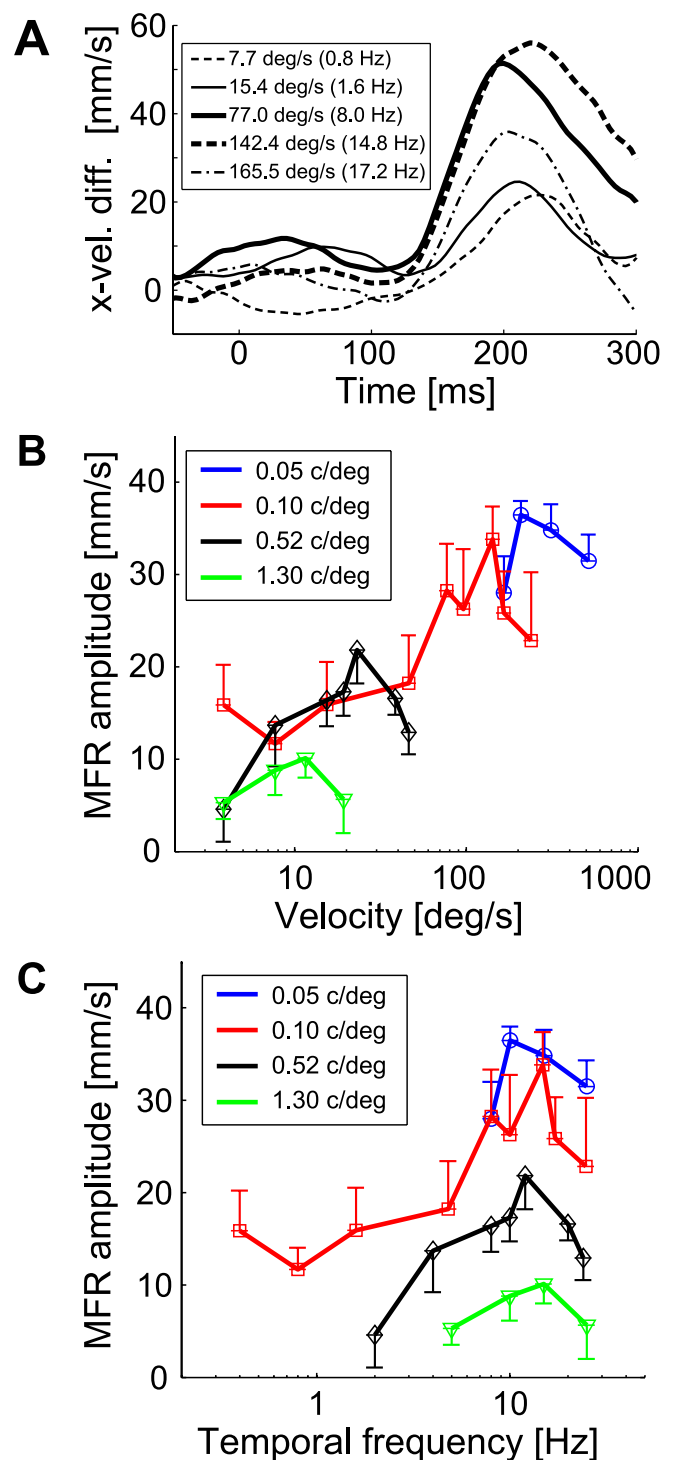 A
x-vel. diff. [mm/s]
60
50
40
20
0
7.7 deg/s (0.8 Hz)
15.4 deg/s (1.6 Hz)
77.0 deg/s (8.0 Hz)
142.4 deg/s (14.8 Hz)
165.5 deg/s (17.2 Hz)
0
100
200
300
Time [ms]
B
MFR amplitude [mm/s]
40
30
20
10
0
0.05 c/deg
0.10 c/deg
0.52 c/deg
1.30 c/deg
10
100
1000
Velocity [deg/s]
C
MFR amplitude [mm/s]
40
30
20
10
0
0.05 c/deg
0.10 c/deg
0.52 c/deg
1.30 c/deg
1
10
Temporal frequency [Hz]